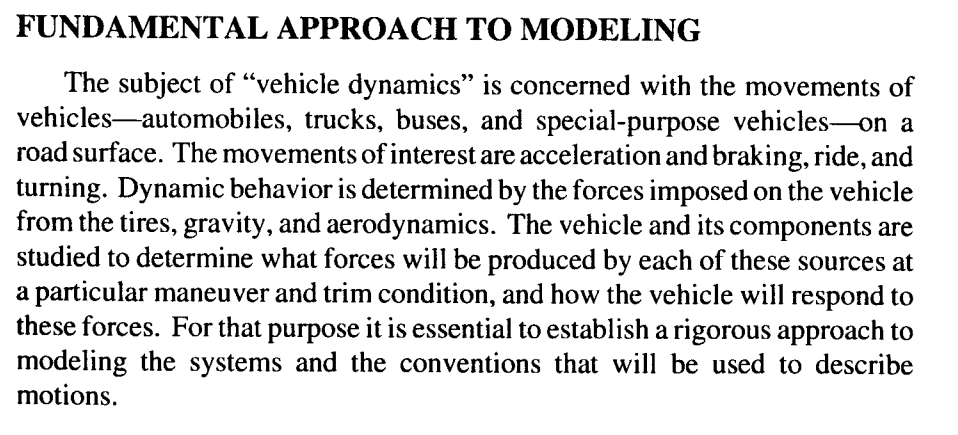 FUNDAMENTAL APPROACH TO MODELING
The subject of “vehicle dynamics” is concerned with the movements of
vehicles—automobiles, trucks, buses, and special-purpose vehicles—on a
road surface. The movements of interest are acceleration and braking, ride, and
turning. Dynamic behavior is determined by the forces imposed on the vehicle
from the tires, gravity, and aerodynamics. The vehicle and its components are
studied to determine what forces will be produced by each of these sources at
a particular maneuver and trim condition, and how the vehicle will respond to
these forces. For that purpose it is essential to establish a rigorous approach to
modeling the systems and the conventions that will be used to describe
motions.